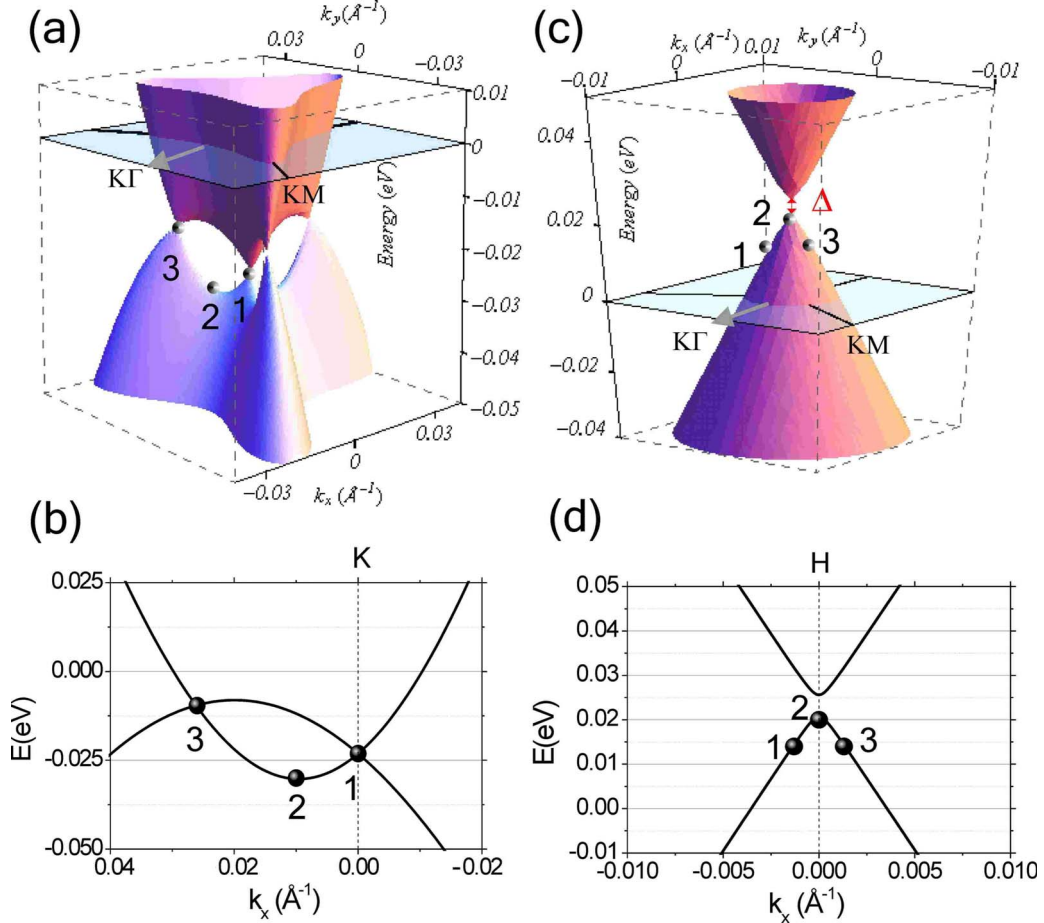 (a)
k_y (Å⁻¹)
0.03
0
−0.03
0.01
0
−0.01
−0.02
−0.03
−0.04
−0.05
Energy (eV)
KΓ
KM
3
2
1
0.03
0
−0.03
k_x (Å⁻¹)
(c)
k_x (Å⁻¹)
0.01
k_y (Å⁻¹)
−0.01
0
0
−0.01
0.04
0.02
0
−0.02
−0.04
Energy (eV)
Δ
2
1
3
KΓ
KM
(b)
K
0.025
0.000
−0.025
−0.050
E(eV)
3
2
1
0.04
0.02
0.00
−0.02
k_x (Å⁻¹)
(d)
H
0.05
0.04
0.03
0.02
0.01
0.00
−0.01
E(eV)
2
1
3
−0.010
−0.005
0.000
0.005
0.010
k_x (Å⁻¹)